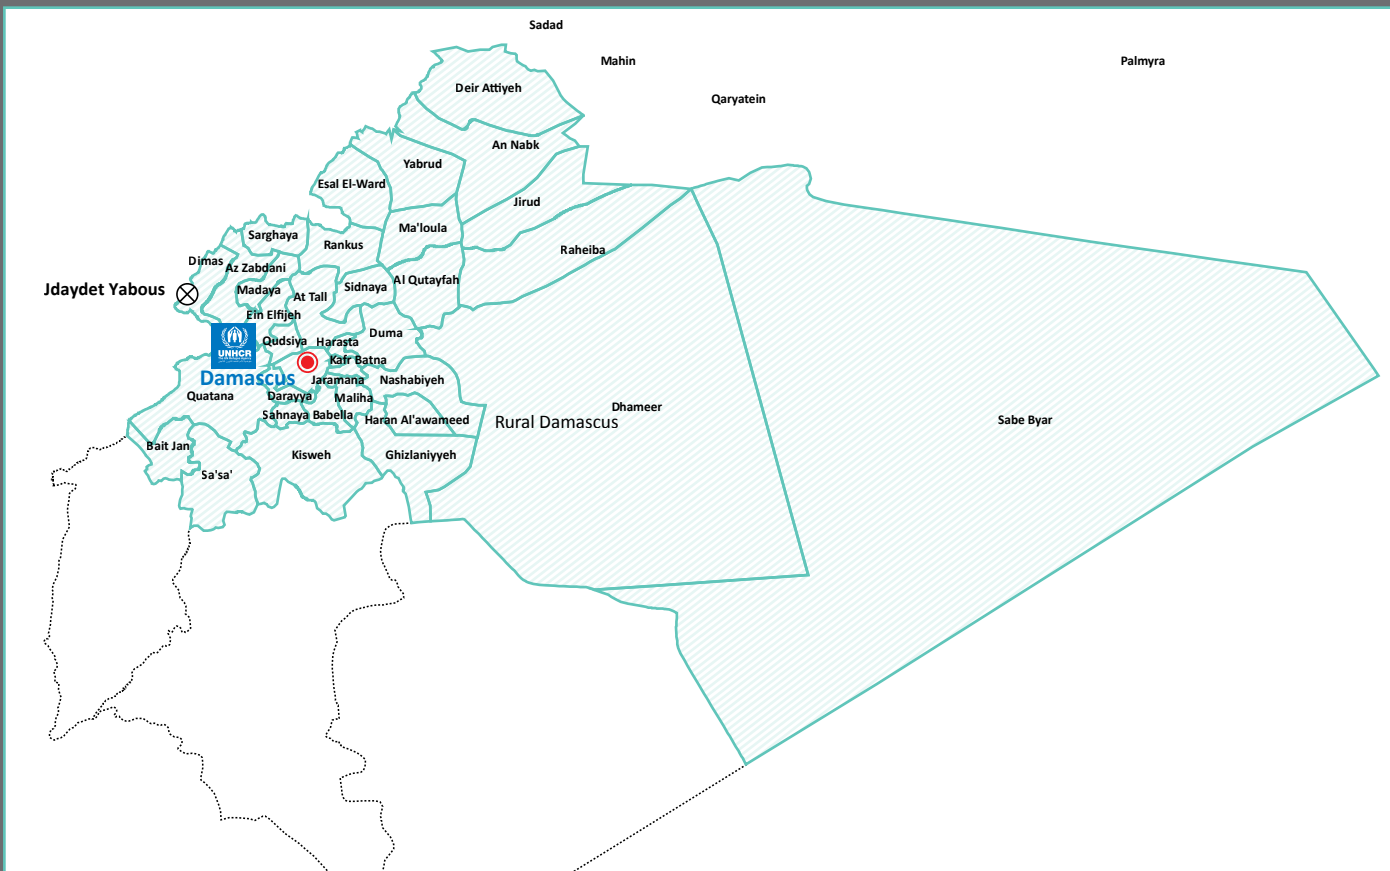 Sadad
Mahin
Palmyra
Deir Attiyeh
Qaryatein
An Nabk
Yabrud
Esal El-Ward
Jirud
Ma'loula
Sarghaya
Rankus
Raheiba
Dimas
Az Zabdani
Al Qutayfah
Sidnaya
Jdaydet Yabous
Madaya
At Tall
Ein Elfijeh
Duma
Qudsiya
Harasta
UNHCR
Kafr Batna
Damascus
Jaramana
Nashabiyeh
Quatana
Darayya
Maliha
Dhameer
Sahnaya
Babella
Haran Al'awameed
Rural Damascus
Sabe Byar
Bait Jan
Kisweh
Ghizlaniyyeh
Sa'sa'